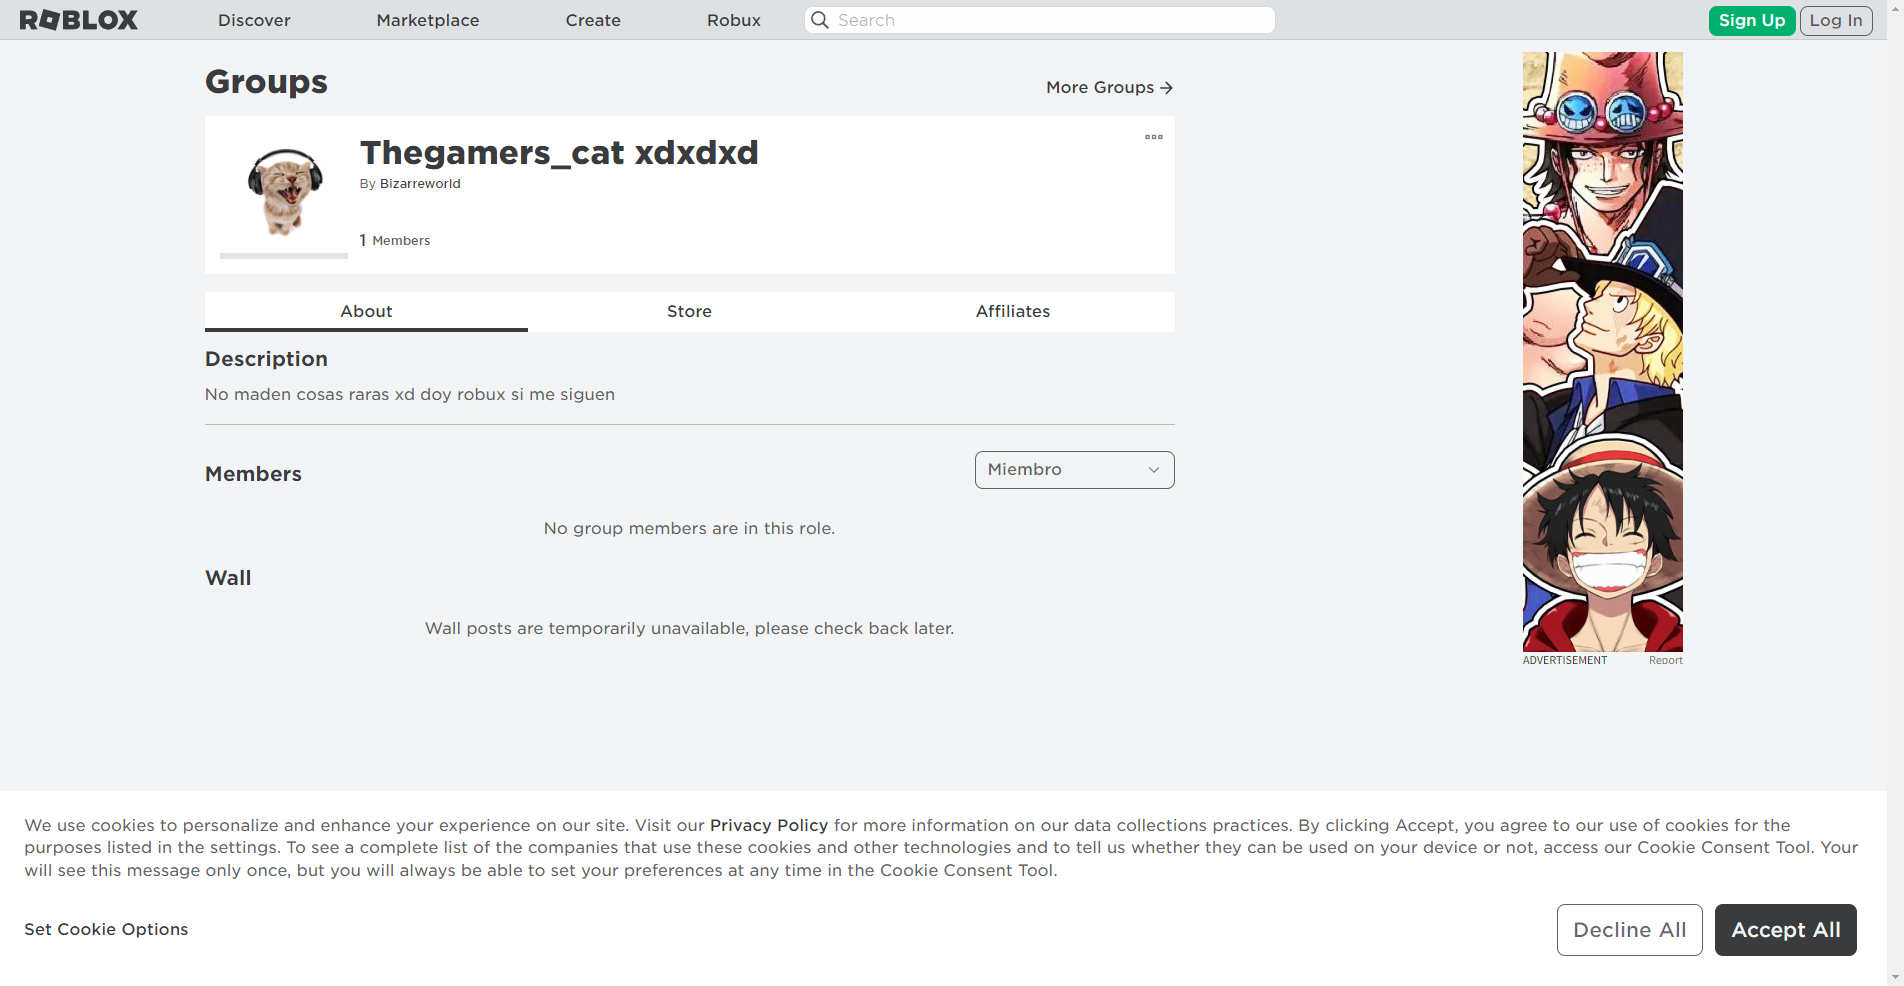 ROBLOX
Discover
Marketplace
Create
Robux
Search
Sign Up
Log In
Groups
More Groups
Thegamers_cat xdxdxd
By Bizarreworld
1 Members
About
Store
Affiliates
Description
No maden cosas raras xd doy robux si me siguen
Members
Miembro
No group members are in this role.
Wall
Wall posts are temporarily unavailable, please check back later.
ADVERTISEMENT
Report
We use cookies to personalize and enhance your experience on our site. Visit our Privacy Policy for more information on our data collections practices. By clicking Accept, you agree to our use of cookies for the
purposes listed in the settings. To see a complete list of the companies that use these cookies and other technologies and to tell us whether they can be used on your device or not, access our Cookie Consent Tool. Your
will see this message only once, but you will always be able to set your preferences at any time in the Cookie Consent Tool.
Set Cookie Options
Decline All
Accept All